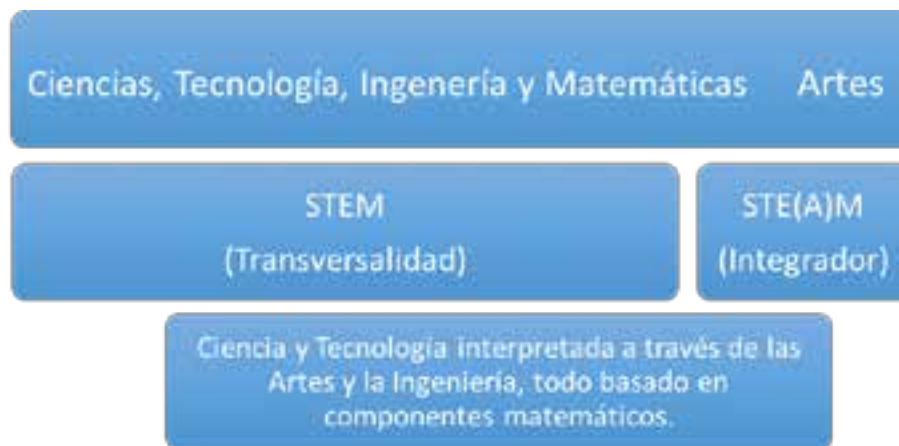 Ciencias, Tecnología, Ingenería y Matemáticas Artes
STEM
(Transversalidad)
STE(A)M
(Integrador)
Ciencia y Tecnología interpretada a través de las
Artes y la Ingeniería, todo basado en
componentes matemáticos.